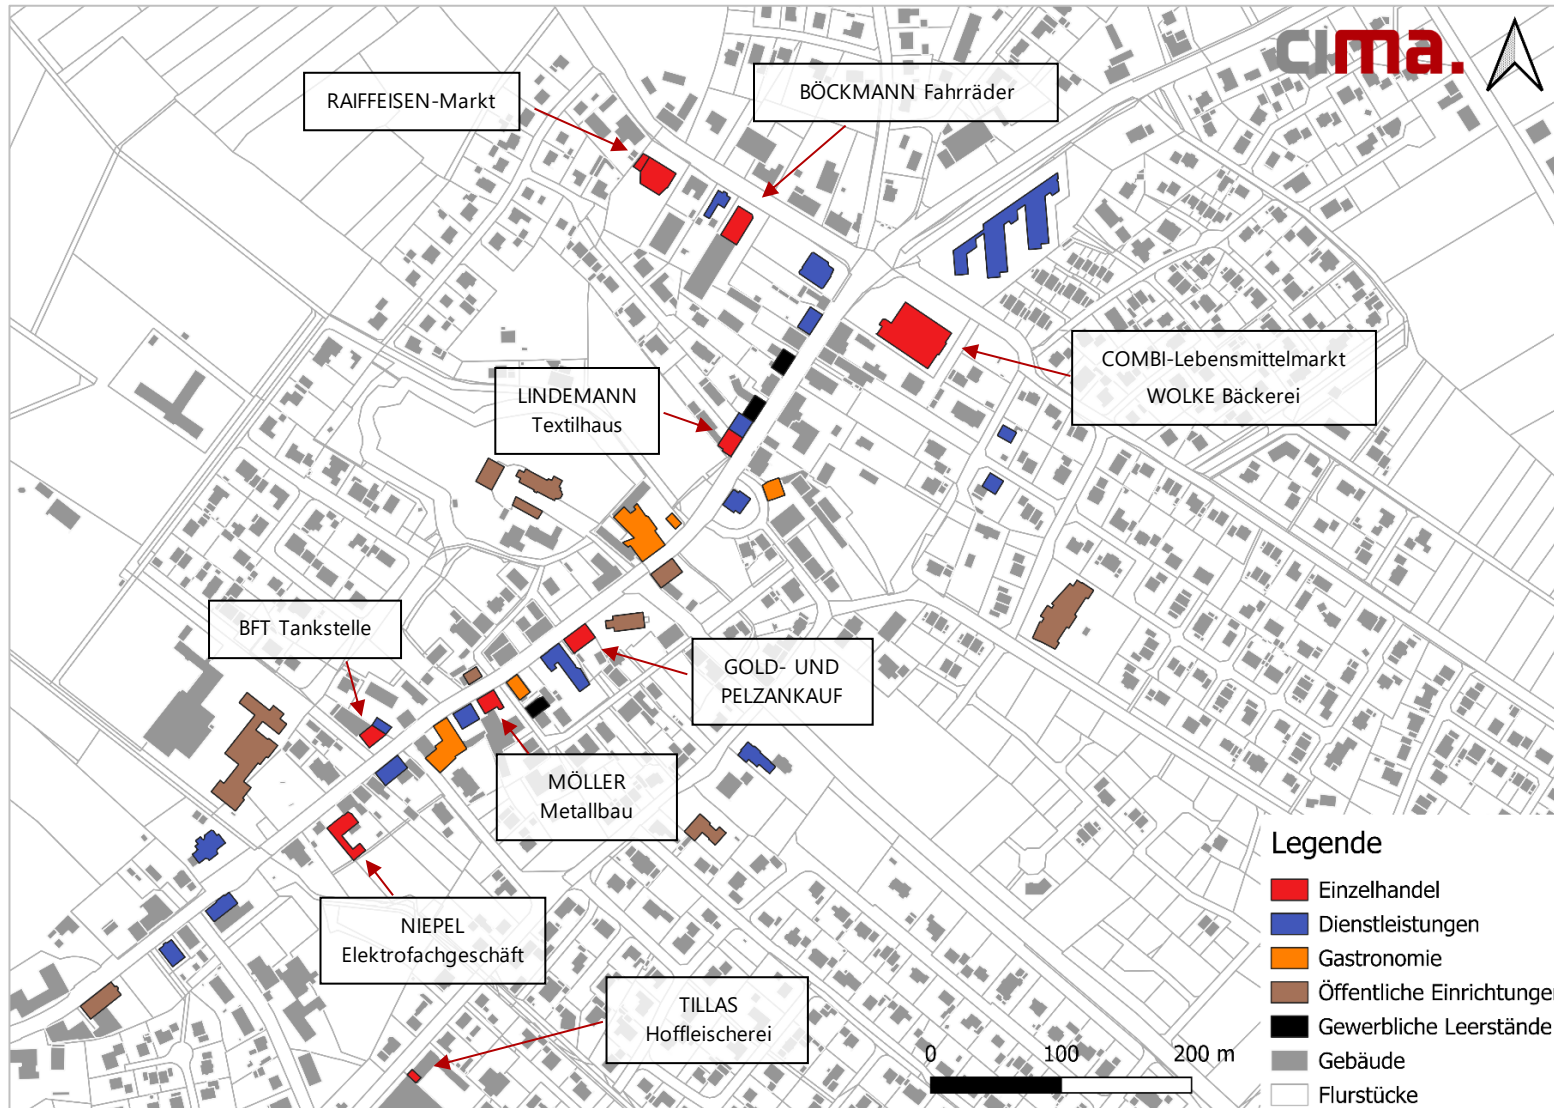 cima.
RAIFFEISEN-Markt
BÖCKMANN Fahrräder
COMBI-Lebensmittelmarkt
WOLKE Bäckerei
LINDEMANN
Textilhaus
BFT Tankstelle
GOLD- UND
PELZANKAUF
MÖLLER
Metallbau
NIEPEL
Elektrofachgeschäft
TILLAS
Hoffleischerei
0 100 200 m
Legende
Einzelhandel
Dienstleistungen
Gastronomie
Öffentliche Einrichtungen
Gewerbliche Leerstände
Gebäude
Flurstücke